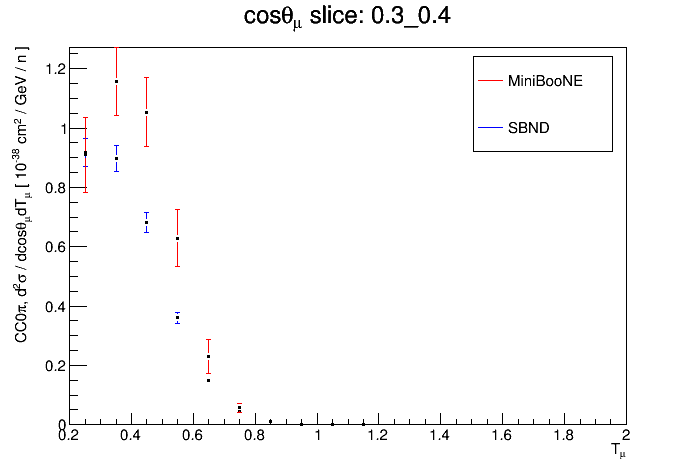 cosθμ slice: 0.3_0.4
CC0π, d²σ / dcosθμdTμ [ 10⁻³⁸ cm² / GeV / n ]
1.2
1
0.8
0.6
0.4
0.2
0
MiniBooNE
SBND
0.2 0.4 0.6 0.8 1 1.2 1.4 1.6 1.8 2
Tμ